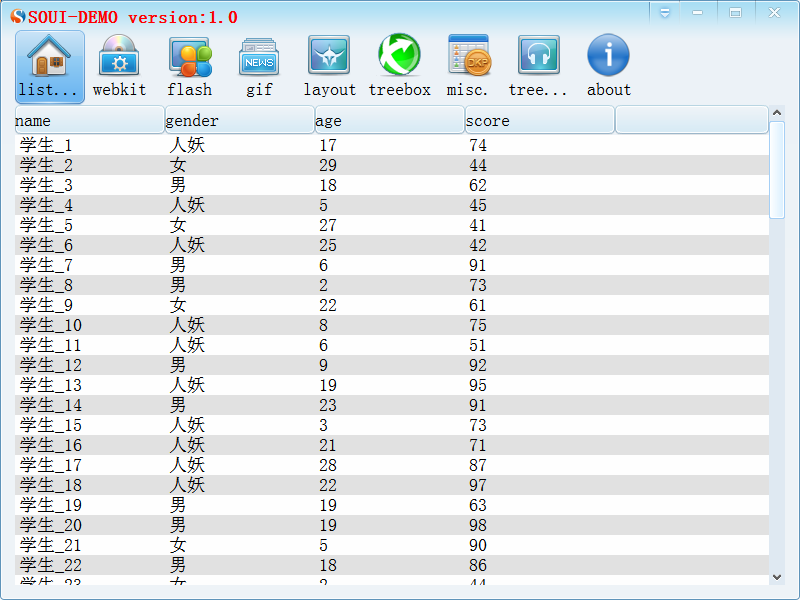 SOUI-DEMO version:1.0
list... webkit flash gif layout treebox misc. tree... about
NEWS
DKP
name gender age score
学生_1 人妖 17 74
学生_2 女 29 44
学生_3 男 18 62
学生_4 人妖 5 45
学生_5 女 27 41
学生_6 人妖 25 42
学生_7 男 6 91
学生_8 男 2 73
学生_9 女 22 61
学生_10 人妖 8 75
学生_11 人妖 6 51
学生_12 男 9 92
学生_13 人妖 19 95
学生_14 男 23 91
学生_15 人妖 3 73
学生_16 人妖 21 71
学生_17 人妖 28 87
学生_18 人妖 22 97
学生_19 男 19 63
学生_20 男 19 98
学生_21 女 5 90
学生_22 男 18 86
学生_23 女